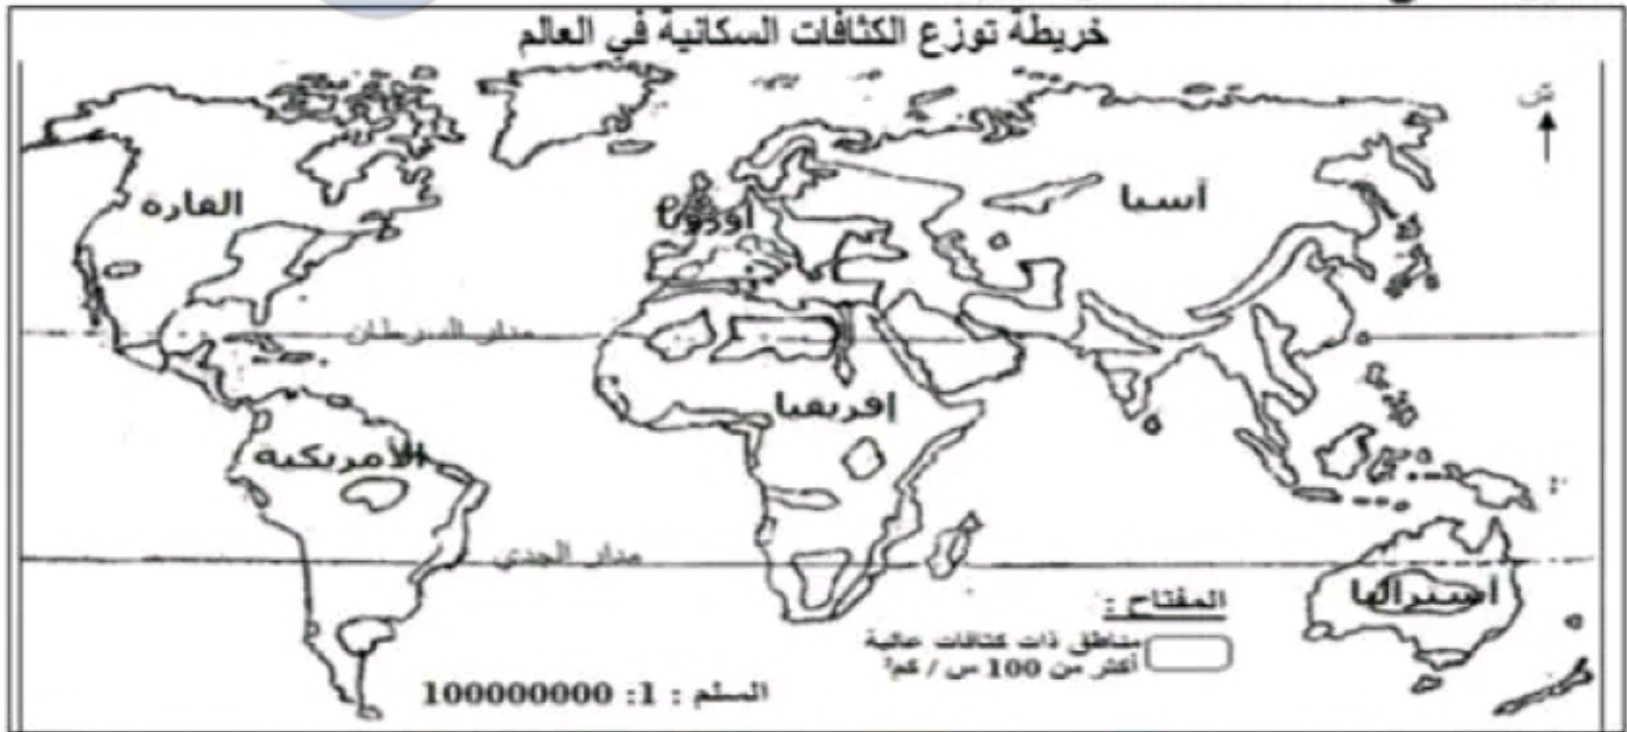 خريطة توزع الكثافات السكانية في العالم
ش
القارة
أوروبا
أسيا
مدار السرطان
إفريقيا
الأمريكية
مدار الجدي
أستراليا
المفتاح :
مناطق ذات كثافات عالية
أكثر من 100 س / كم²
السلم : 1: 100000000